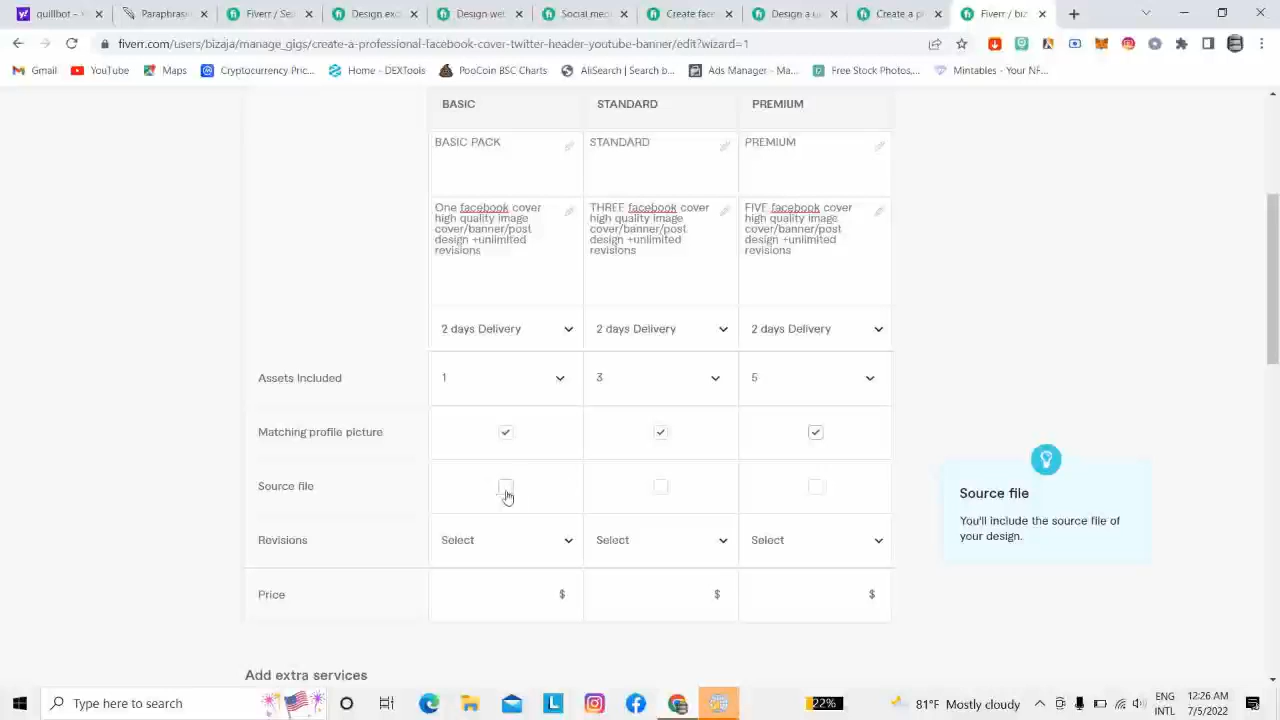 quillbot -
Paraphrasi
Design ex
Design we
Social me
Create fac
Premium u
Design a u
Create a p
Fiverr / biz
fiverr.com/users/bizaja/manage_gigs/create-a-professional-facebook-cover-twitter-header-youtube-banner/edit?wizard=1
Gmail
YouTube
Maps
Cryptocurrency Pric...
Home - DEXTools
PooCoin BSC Charts
AliSearch | Search b...
Ads Manager - Ma...
Free Stock Photos,...
Mintables - Your NF...
BASIC
STANDARD
PREMIUM
BASIC PACK
STANDARD
PREMIUM
One facebook cover
high quality image
cover/banner/post
design +unlimited
revisions
THREE facebook cover
high quality image
cover/banner/post
design +unlimited
revisions
FIVE facebook cover
high quality image
cover/banner/post
design +unlimited
revisions
2 days Delivery
2 days Delivery
2 days Delivery
Assets Included
1
3
5
Matching profile picture
Source file
Revisions
Select
Select
Select
Price
$
$
$
Source file
You'll include the source file of
your design.
Add extra services
Type here to search
22%
81°F Mostly cloudy
ENG
INTL
12:26 AM
7/5/2022